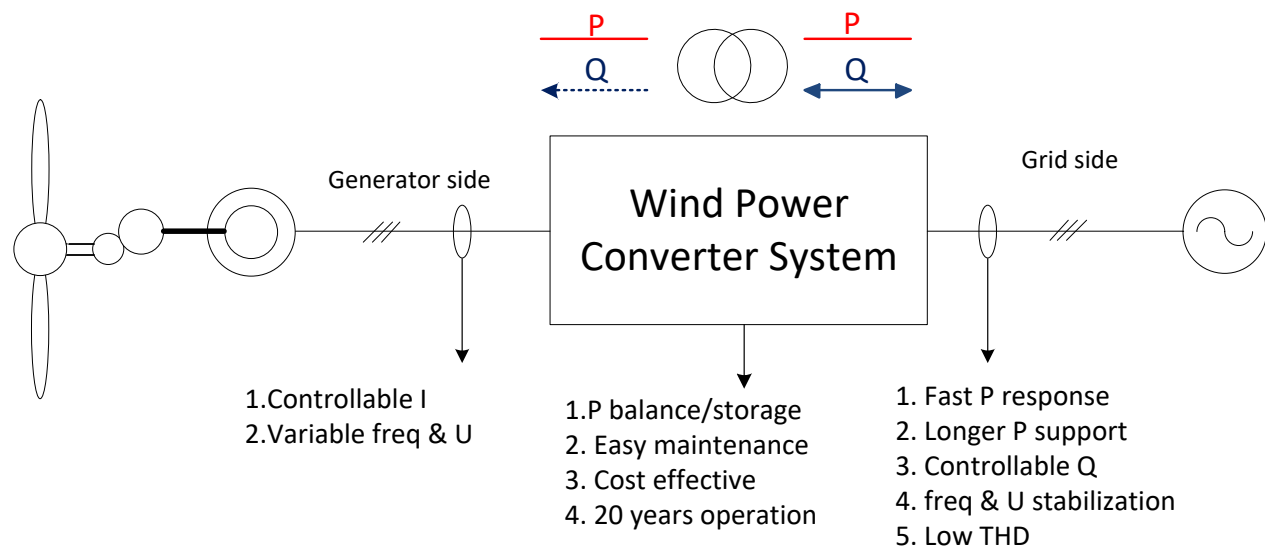 P
P
Q
Q
Generator side
Grid side
Wind Power
Converter System
1.Controllable I
2.Variable freq & U
1.P balance/storage
2. Easy maintenance
3. Cost effective
4. 20 years operation
1. Fast P response
2. Longer P support
3. Controllable Q
4. freq & U stabilization
5. Low THD